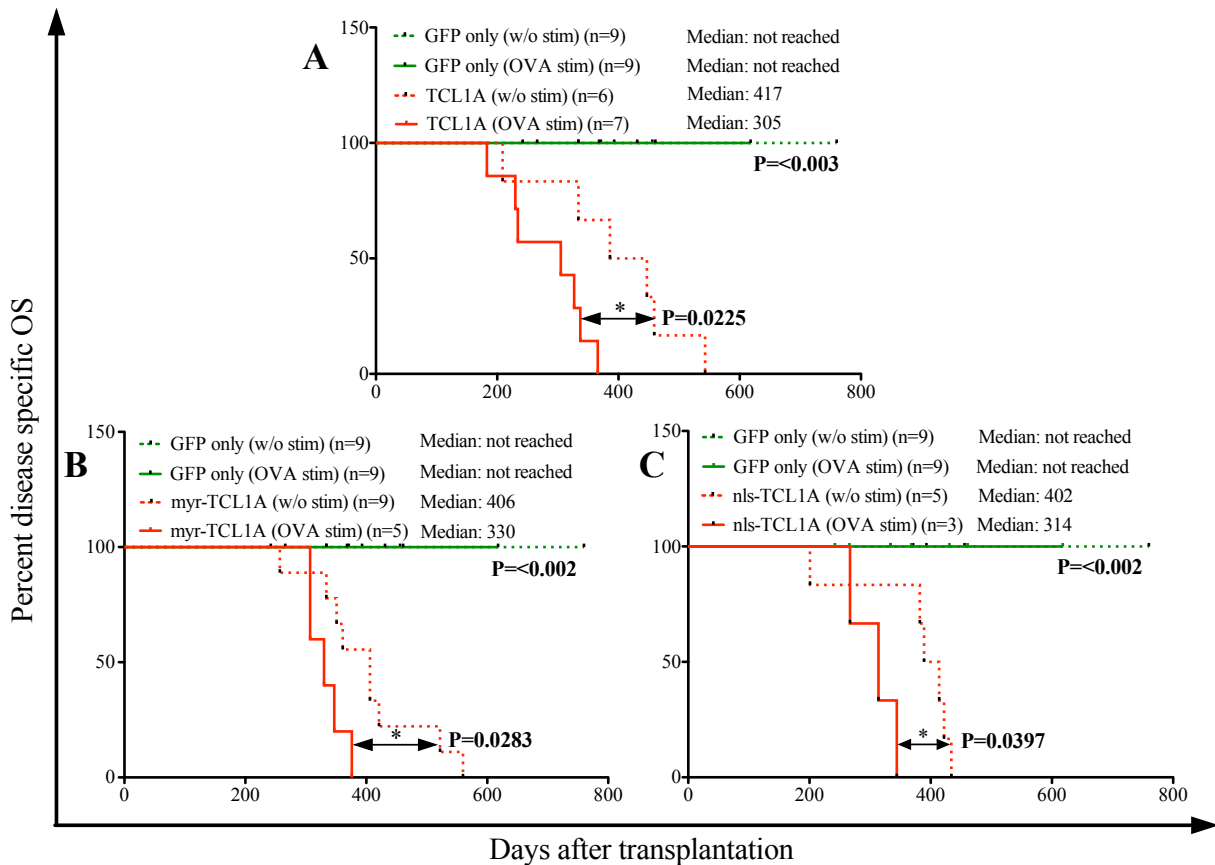 A
GFP only (w/o stim) (n=9) Median: not reached
GFP only (OVA stim) (n=9) Median: not reached
TCL1A (w/o stim) (n=6) Median: 417
TCL1A (OVA stim) (n=7) Median: 305
150
100
50
0
P=<0.003
* P=0.0225
0 200 400 600 800
B
GFP only (w/o stim) (n=9) Median: not reached
GFP only (OVA stim) (n=9) Median: not reached
myr-TCL1A (w/o stim) (n=9) Median: 406
myr-TCL1A (OVA stim) (n=5) Median: 330
150
100
50
0
P=<0.002
* P=0.0283
0 200 400 600 800
C
GFP only (w/o stim) (n=9) Median: not reached
GFP only (OVA stim) (n=9) Median: not reached
nls-TCL1A (w/o stim) (n=5) Median: 402
nls-TCL1A (OVA stim) (n=3) Median: 314
150
100
50
0
P=<0.002
* P=0.0397
0 200 400 600 800
Percent disease specific OS
Days after transplantation